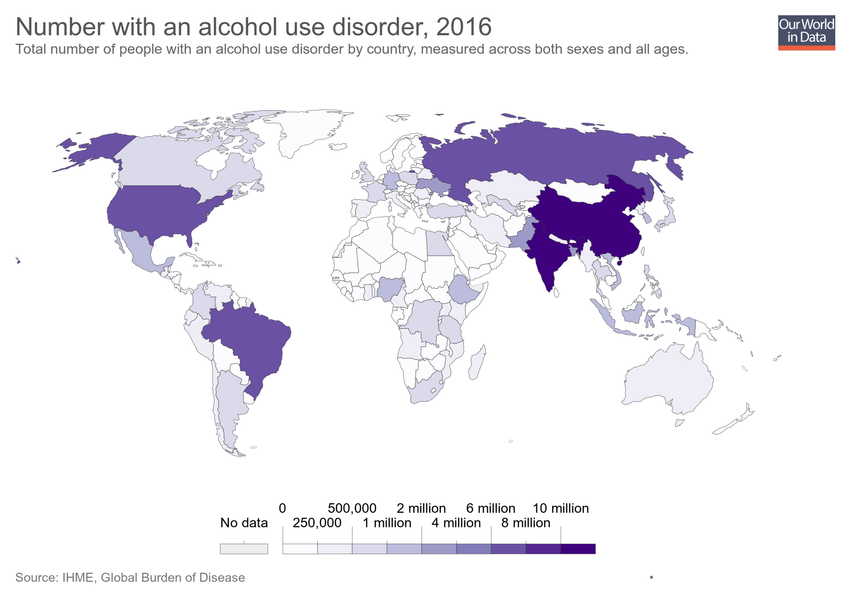 Number with an alcohol use disorder, 2016
Total number of people with an alcohol use disorder by country, measured across both sexes and all ages.
Our World
in Data
0 500,000 2 million 6 million 10 million
No data 250,000 1 million 4 million 8 million
Source: IHME, Global Burden of Disease